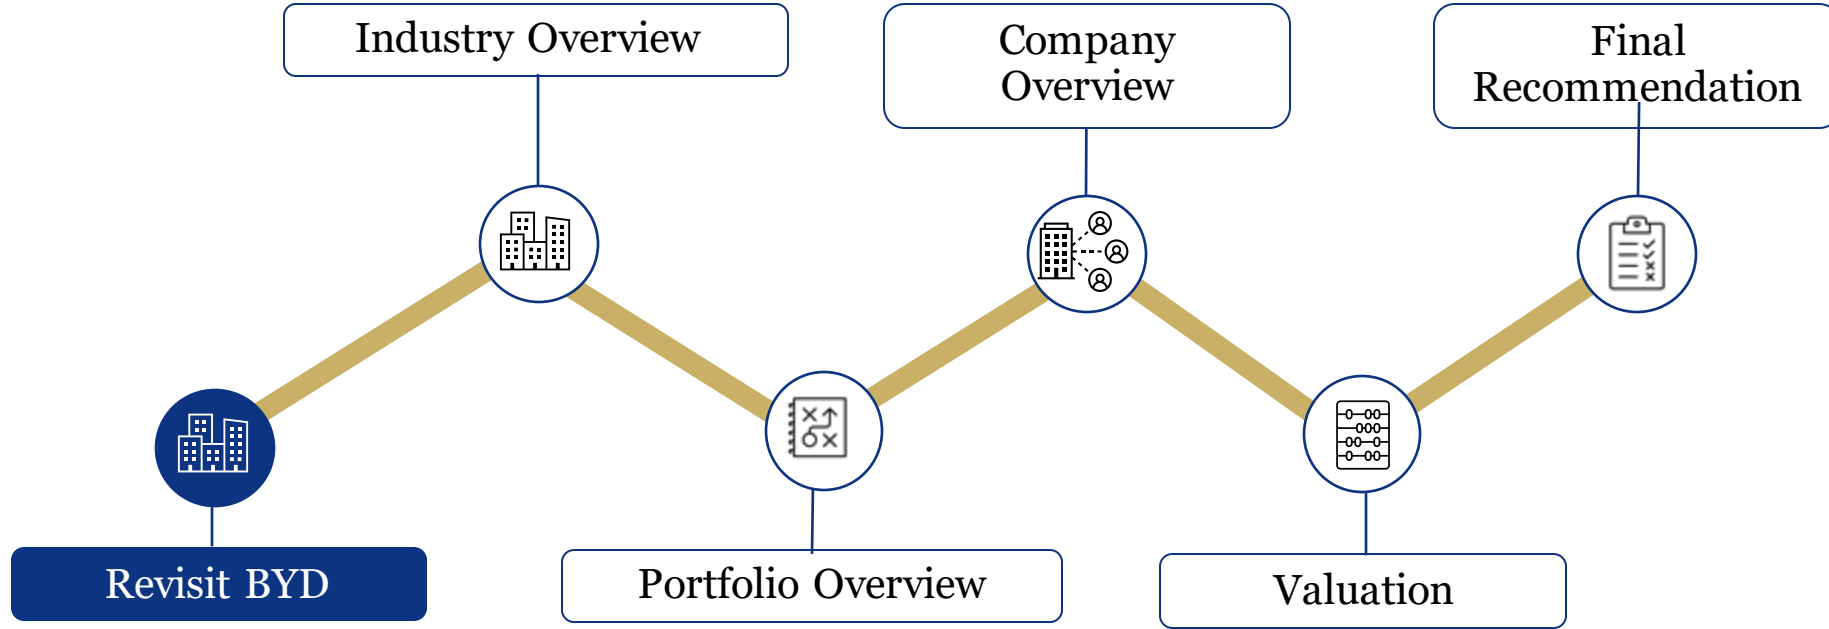 Industry Overview
Company
Overview
Final
Recommendation
Revisit BYD
Portfolio Overview
Valuation